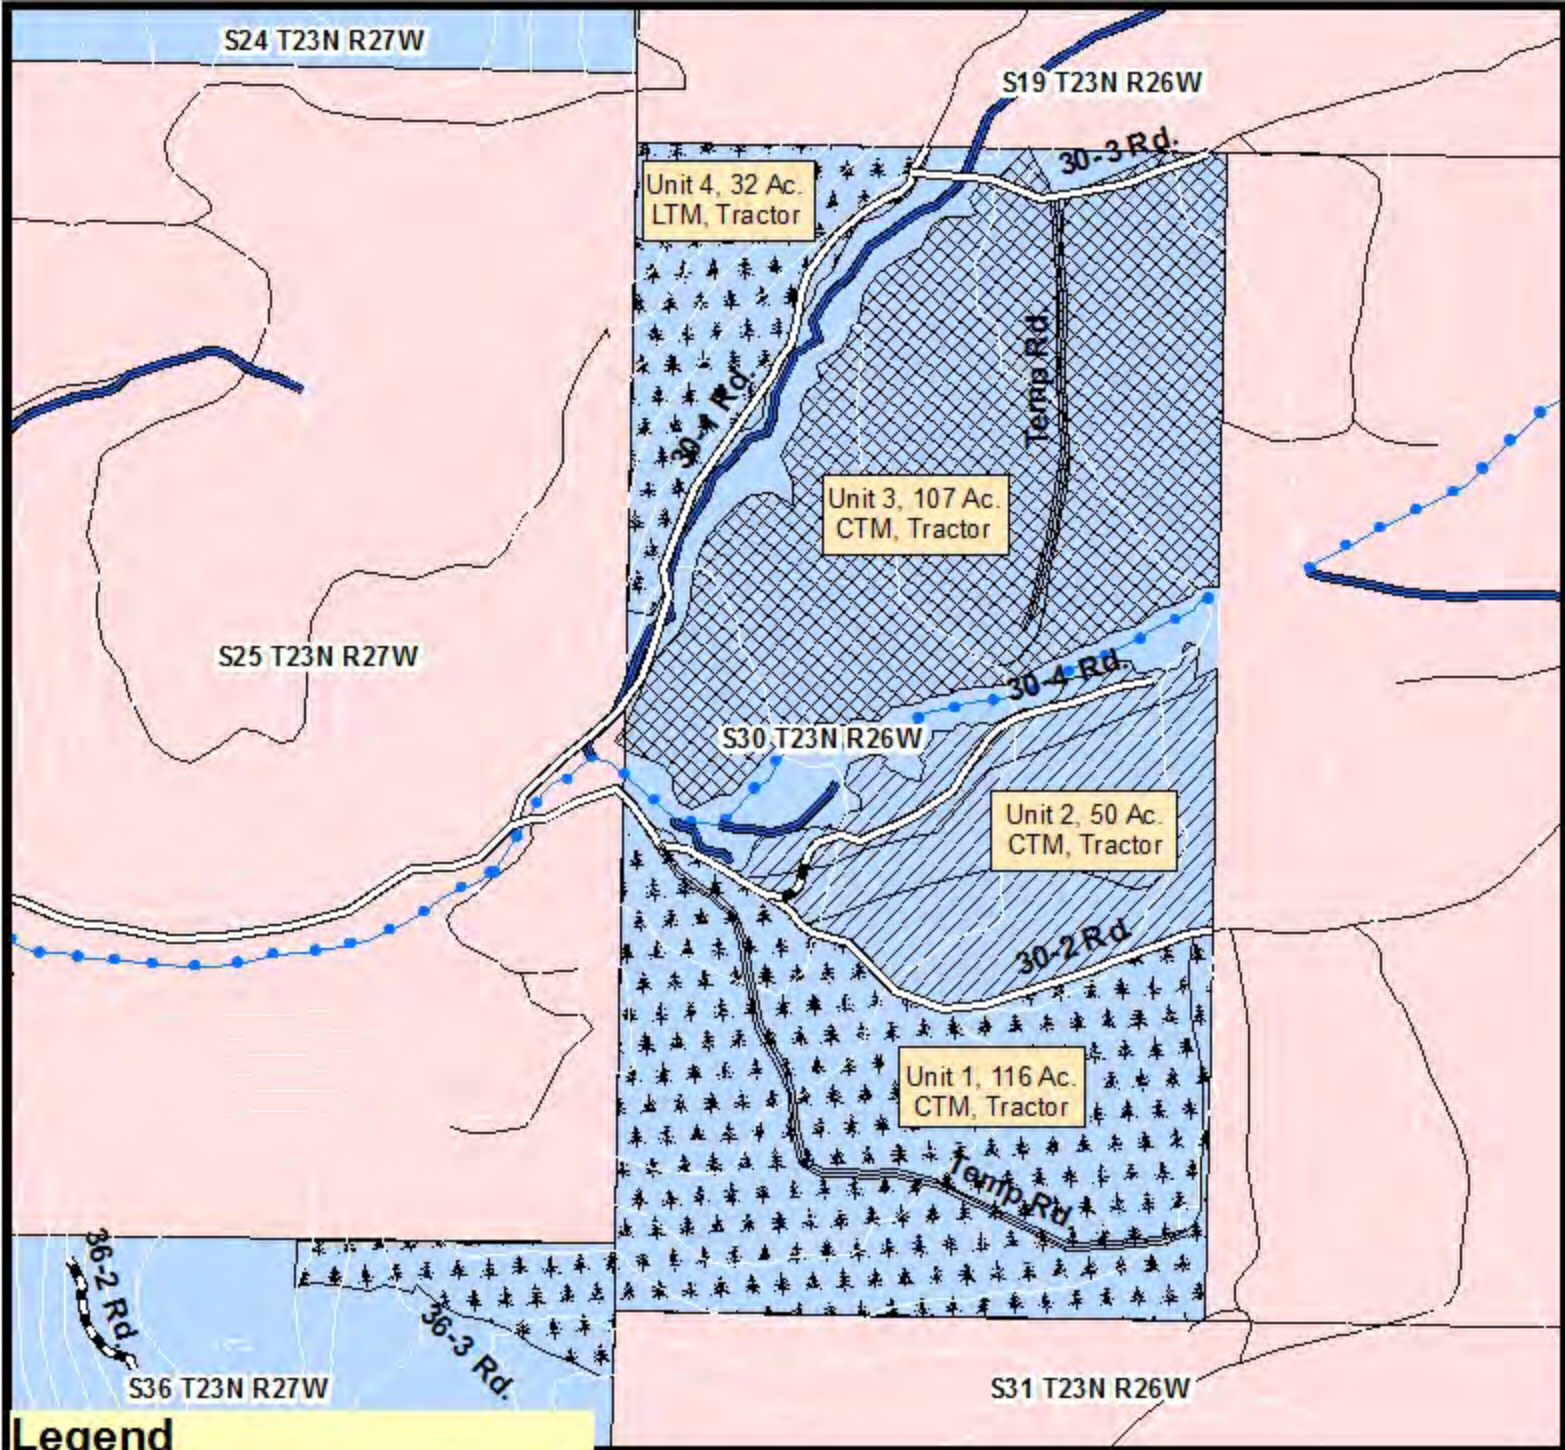 S24 T23N R27W
S19 T23N R26W
30-3 Rd.
Unit 4, 32 Ac.
LTM, Tractor
Temp Rd.
30-1 Rd.
Unit 3, 107 Ac.
CTM, Tractor
S25 T23N R27W
30-4 Rd.
S30 T23N R26W
Unit 2, 50 Ac.
CTM, Tractor
30-2 Rd.
Unit 1, 116 Ac.
CTM, Tractor
Temp Rd.
36-2 Rd.
36-3 Rd.
S36 T23N R27W
S31 T23N R26W
Legend